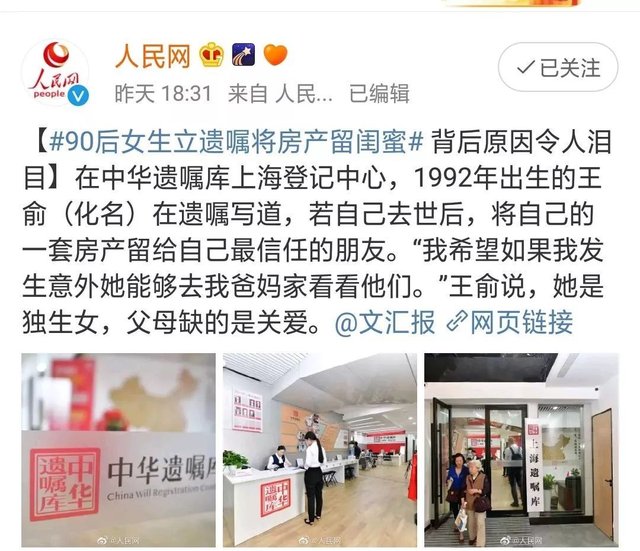 人民网
人民网
people
V
✓已关注
昨天 18:31 来自 人民... 已编辑
【#90后女生立遗嘱将房产留闺蜜# 背后原因令人泪
目】在中华遗嘱库上海登记中心，1992年出生的王
俞（化名）在遗嘱写道，若自己去世后，将自己的
一套房产留给自己最信任的朋友。“我希望如果我发
生意外她能够去我爸妈家看看他们。”王俞说，她是
独生女，父母缺的是关爱。@文汇报 网页链接
中华遗嘱库
中华遗嘱库
China Will Registration
@人民网
中华遗嘱库
@人民网
上海遗嘱库
@人民网